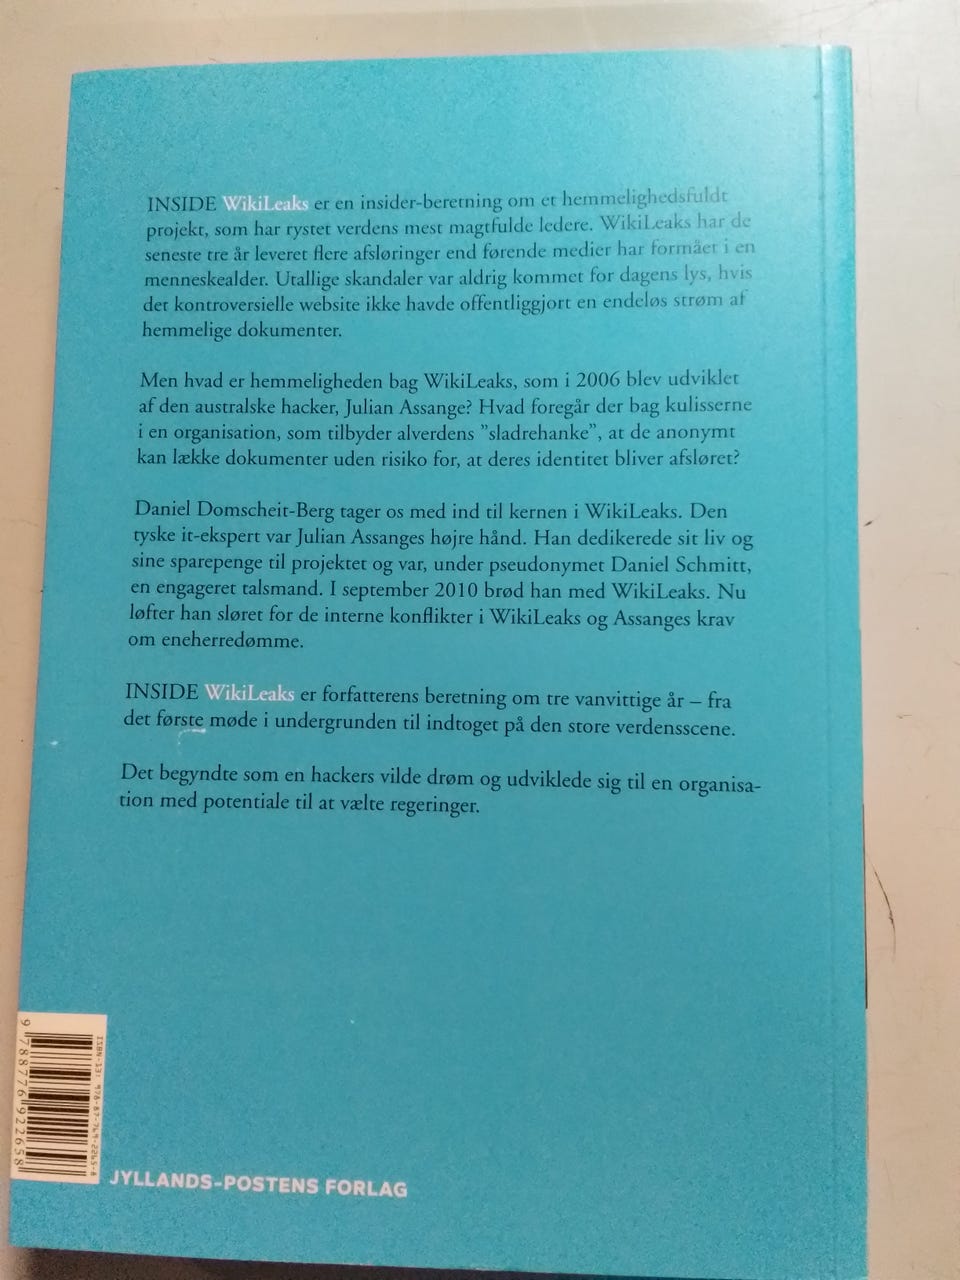 INSIDE WikiLeaks er en insider-beretning om et hemmelighedsfuldt
projekt, som har rystet verdens mest magtfulde ledere. WikiLeaks har de
seneste tre år leveret flere afsløringer end førende medier har formået i en
menneskealder. Utallige skandaler var aldrig kommet for dagens lys, hvis
det kontroversielle website ikke havde offentliggjort en endeløs strøm af
hemmelige dokumenter.
Men hvad er hemmeligheden bag WikiLeaks, som i 2006 blev udviklet
af den australske hacker, Julian Assange? Hvad foregår der bag kulisserne
i en organisation, som tilbyder alverdens ”sladrehanke”, at de anonymt
kan lække dokumenter uden risiko for, at deres identitet bliver afsløret?
Daniel Domscheit-Berg tager os med ind til kernen i WikiLeaks. Den
tyske it-ekspert var Julian Assanges højre hånd. Han dedikerede sit liv og
sine sparepenge til projektet og var, under pseudonymet Daniel Schmitt,
en engageret talsmand. I september 2010 brød han med WikiLeaks. Nu
løfter han sløret for de interne konflikter i WikiLeaks og Assanges krav
om eneherredømme.
INSIDE WikiLeaks er forfatterens beretning om tre vanvittige år – fra
det første møde i undergrunden til indtoget på den store verdensscene.
Det begyndte som en hackers vilde drøm og udviklede sig til en organisa-
tion med potentiale til at vælte regeringer.
ISBN-13: 978-87-769-2265-8
9 788776 922658
JYLLANDS-POSTENS FORLAG